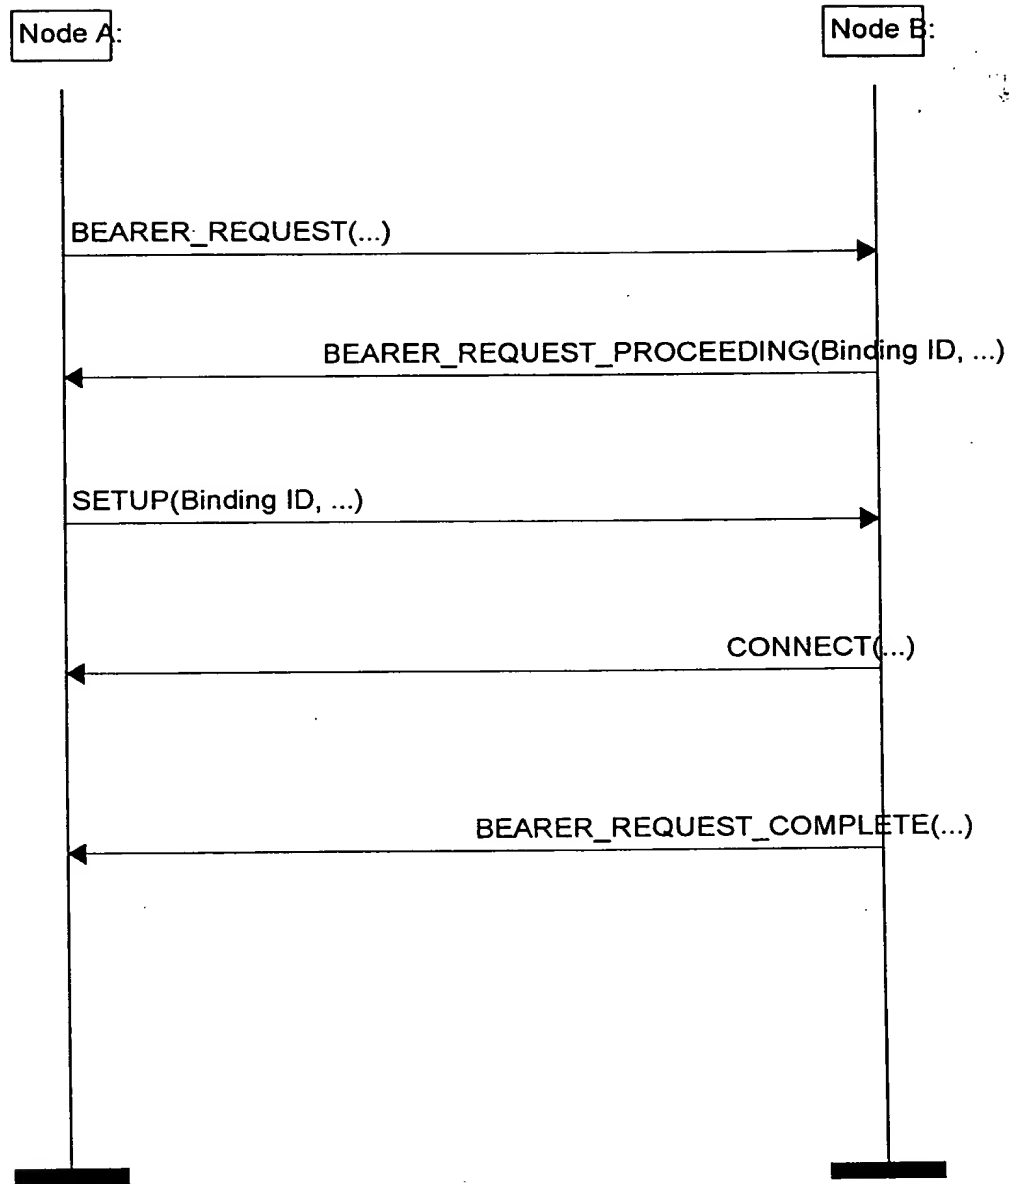 Node A:
Node B:
BEARER_REQUEST(...)
BEARER_REQUEST_PROCEEDING(Binding ID, ...)
SETUP(Binding ID, ...)
CONNECT(...)
BEARER_REQUEST_COMPLETE(...)